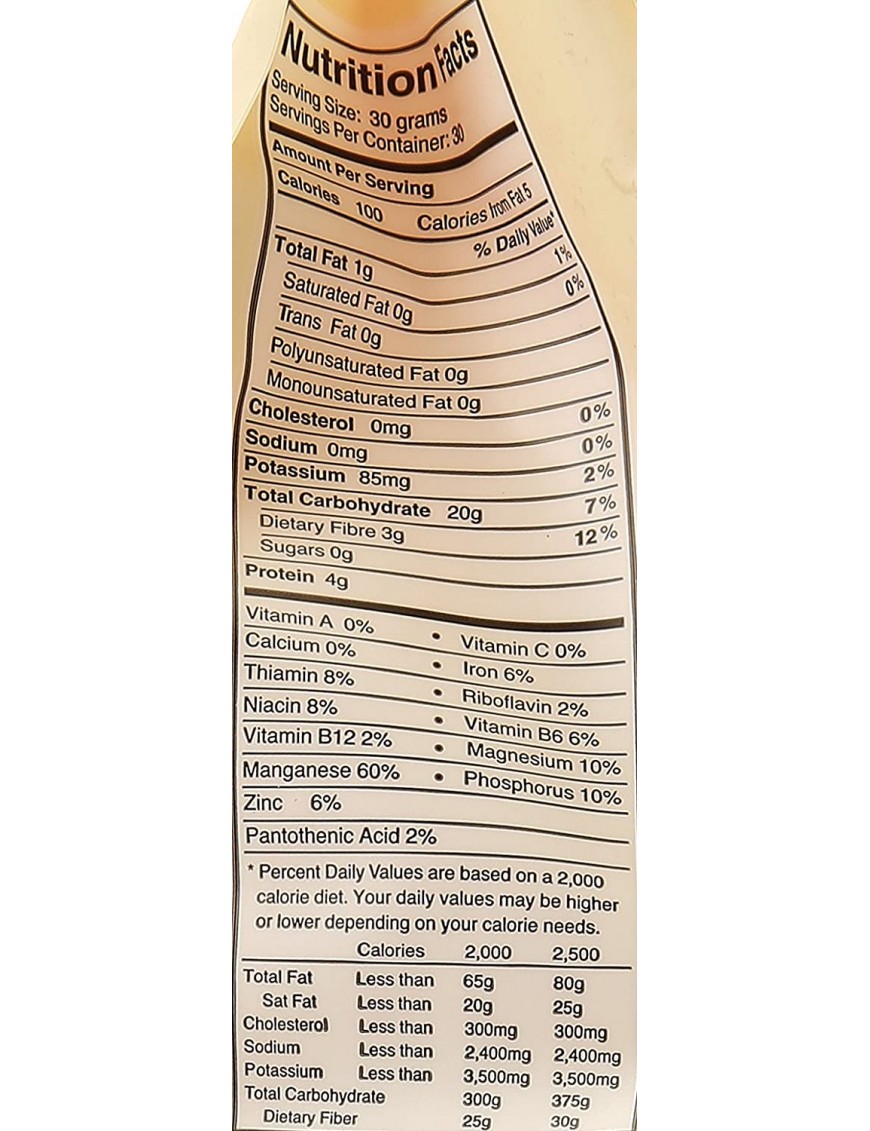 Nutrition Facts
Serving Size: 30 grams
Servings Per Container: 30
Amount Per Serving
Calories 100 Calories from Fat 5
% Daily Value*
Total Fat 1g 1%
Saturated Fat 0g 0%
Trans Fat 0g
Polyunsaturated Fat 0g
Monounsaturated Fat 0g
Cholesterol 0mg 0%
Sodium 0mg 0%
Potassium 85mg 2%
Total Carbohydrate 20g 7%
Dietary Fibre 3g 12%
Sugars 0g
Protein 4g
Vitamin A 0% • Vitamin C 0%
Calcium 0% • Iron 6%
Thiamin 8% • Riboflavin 2%
Niacin 8% • Vitamin B6 6%
Vitamin B12 2% • Magnesium 10%
Manganese 60% • Phosphorus 10%
Zinc 6%
Pantothenic Acid 2%
* Percent Daily Values are based on a 2,000
calorie diet. Your daily values may be higher
or lower depending on your calorie needs.
Calories 2,000 2,500
Total Fat Less than 65g 80g
Sat Fat Less than 20g 25g
Cholesterol Less than 300mg 300mg
Sodium Less than 2,400mg 2,400mg
Potassium Less than 3,500mg 3,500mg
Total Carbohydrate 300g 375g
Dietary Fiber 25g 30g